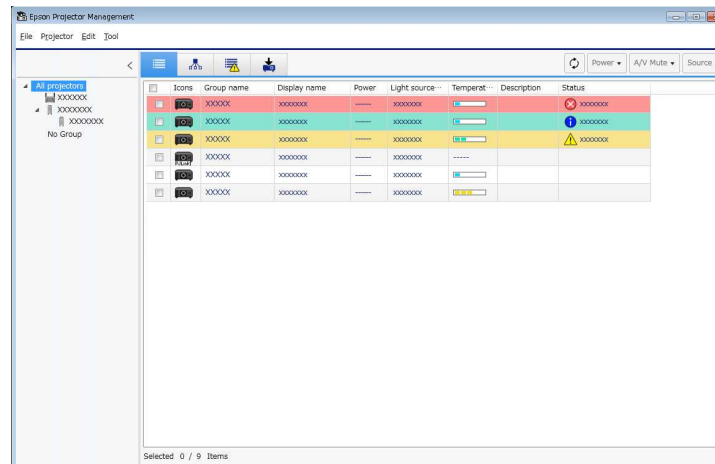 Epson Projector Management
File Projector Edit Tool
Power A/V Mute Source
All projectors
XXXXXX
XXXXXXX
XXXXXXX
No Group
Icons Group name Display name Power Light source··· Temperat··· Description Status
XXXXX xxxxxxx ----- xxxxxxx xxxxxxx
XXXXX xxxxxxx ----- xxxxxxx xxxxxxx
XXXXX xxxxxxx ----- xxxxxxx xxxxxxx
XXXXX xxxxxxx ----- xxxxxxx -----
XXXXX xxxxxxx ----- xxxxxxx
XXXXX xxxxxxx ----- xxxxxxx
Selected 0 / 9 Items